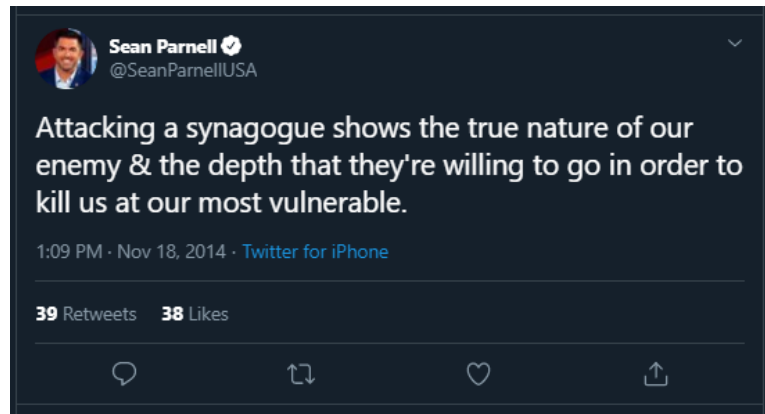 Sean Parnell
@SeanParnellUSA
Attacking a synagogue shows the true nature of our
enemy & the depth that they're willing to go in order to
kill us at our most vulnerable.
1:09 PM · Nov 18, 2014 · Twitter for iPhone
39 Retweets 38 Likes